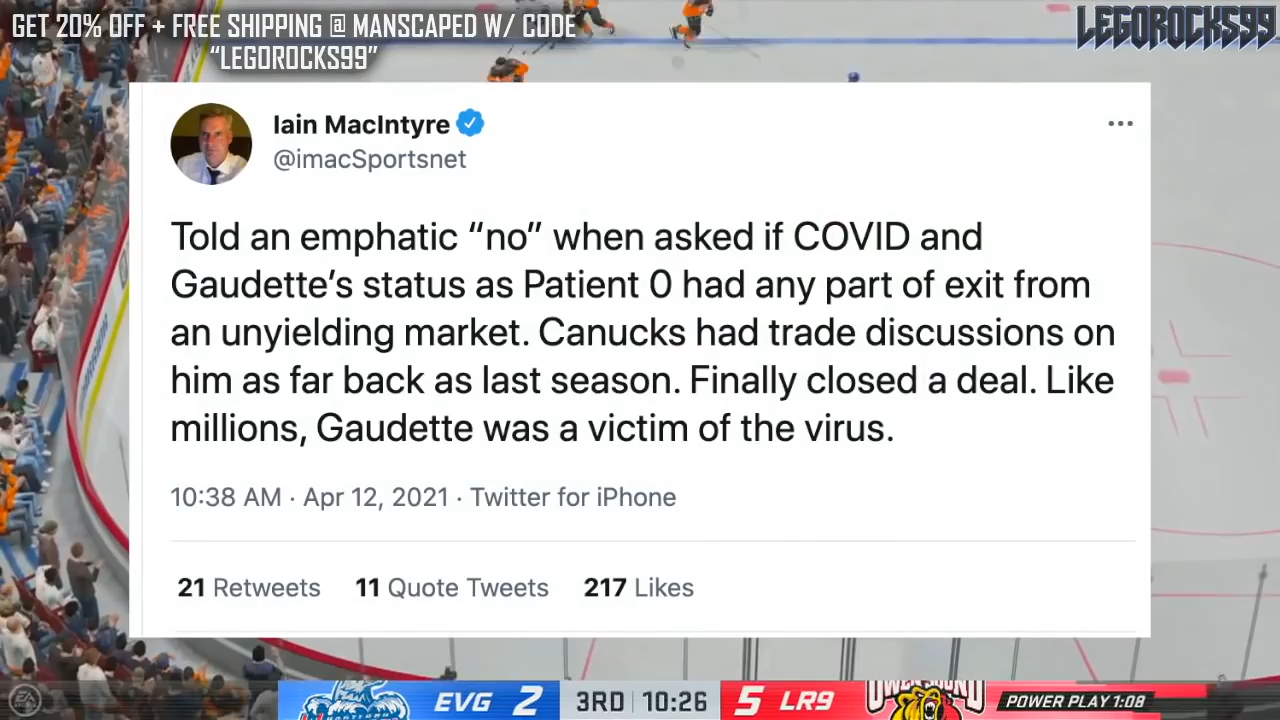 GET 20% OFF + FREE SHIPPING @ MANSCAPED W/ CODE
"LEGOROCKS99"
LEGOROCKS99
Iain MacIntyre
@imacSportsnet
Told an emphatic “no” when asked if COVID and
Gaudette’s status as Patient 0 had any part of exit from
an unyielding market. Canucks had trade discussions on
him as far back as last season. Finally closed a deal. Like
millions, Gaudette was a victim of the virus.
10:38 AM · Apr 12, 2021 · Twitter for iPhone
21 Retweets 11 Quote Tweets 217 Likes
EVG 2 3RD 10:26 5 LR9 POWER PLAY 1:08